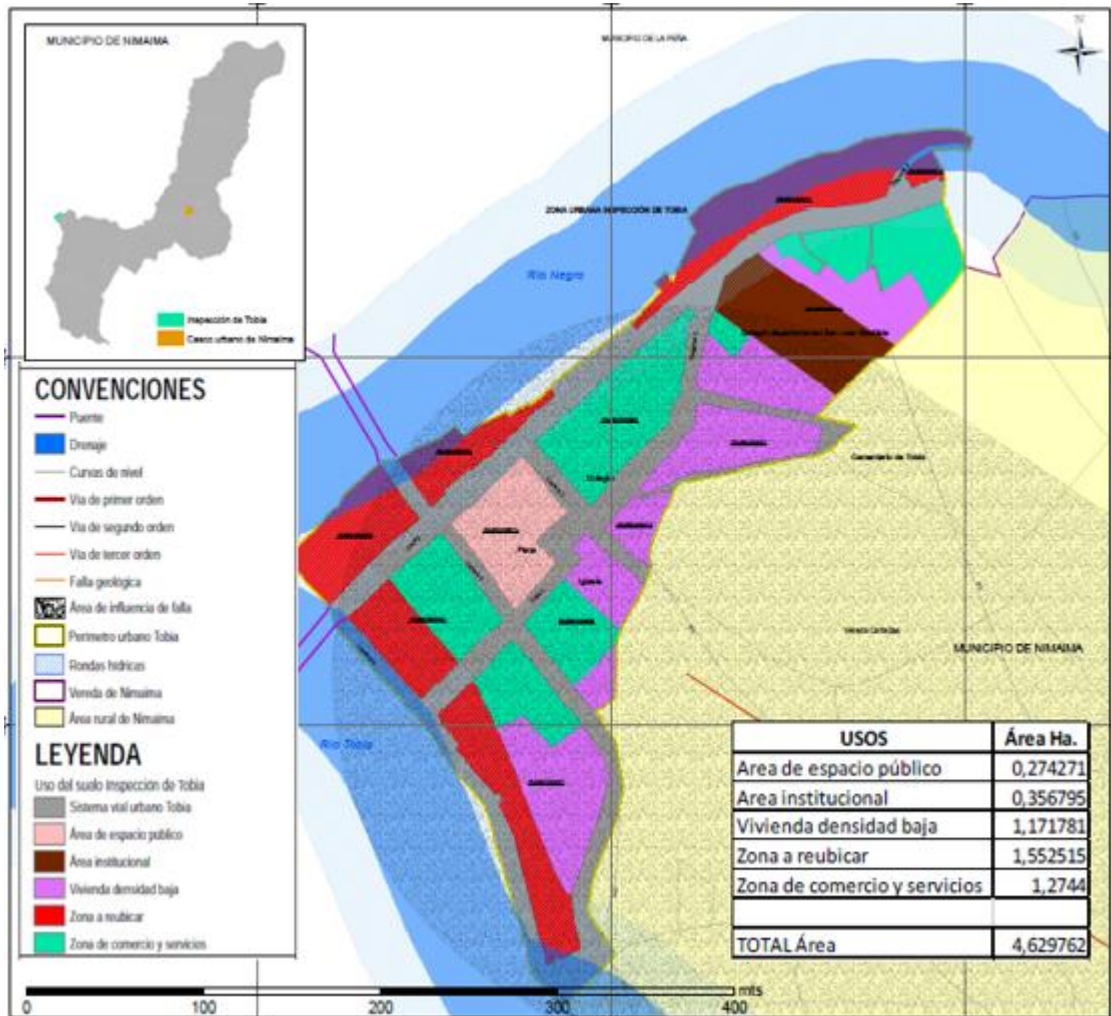 MUNICIPIO DE NIMAIMA
MUNICIPIO DE LA PEÑA
N
Inspección de Tobia
Casco urbano de Nimaima
ZONA URBANA INSPECCIÓN DE TOBIA
Río Negro
CONVENCIONES
Puente
Drenaje
Curvas de nivel
Via de primer orden
Via de segundo orden
Via de tercer orden
Falla geológica
Área de influencia de falla
Perimetro urbano Tobia
Rondas hídricas
Vereda de Nimaima
Área rural de Nimaima
LEYENDA
Uso del suelo Inspección de Tobia
Sistema vial urbano Tobia
Área de espacio público
Área institucional
Vivienda densidad baja
Zona a reubicar
Zona de comercio y servicios
Cementerio de Tobia
Colegio
Parque
Iglesia
MUNICIPIO DE NIMAIMA
Río Tobia
USOS Área Ha.
Area de espacio público 0,274271
Area institucional 0,356795
Vivienda densidad baja 1,171781
Zona a reubicar 1,552515
Zona de comercio y servicios 1,2744
TOTAL Área 4,629762
0 100 200 400 mts